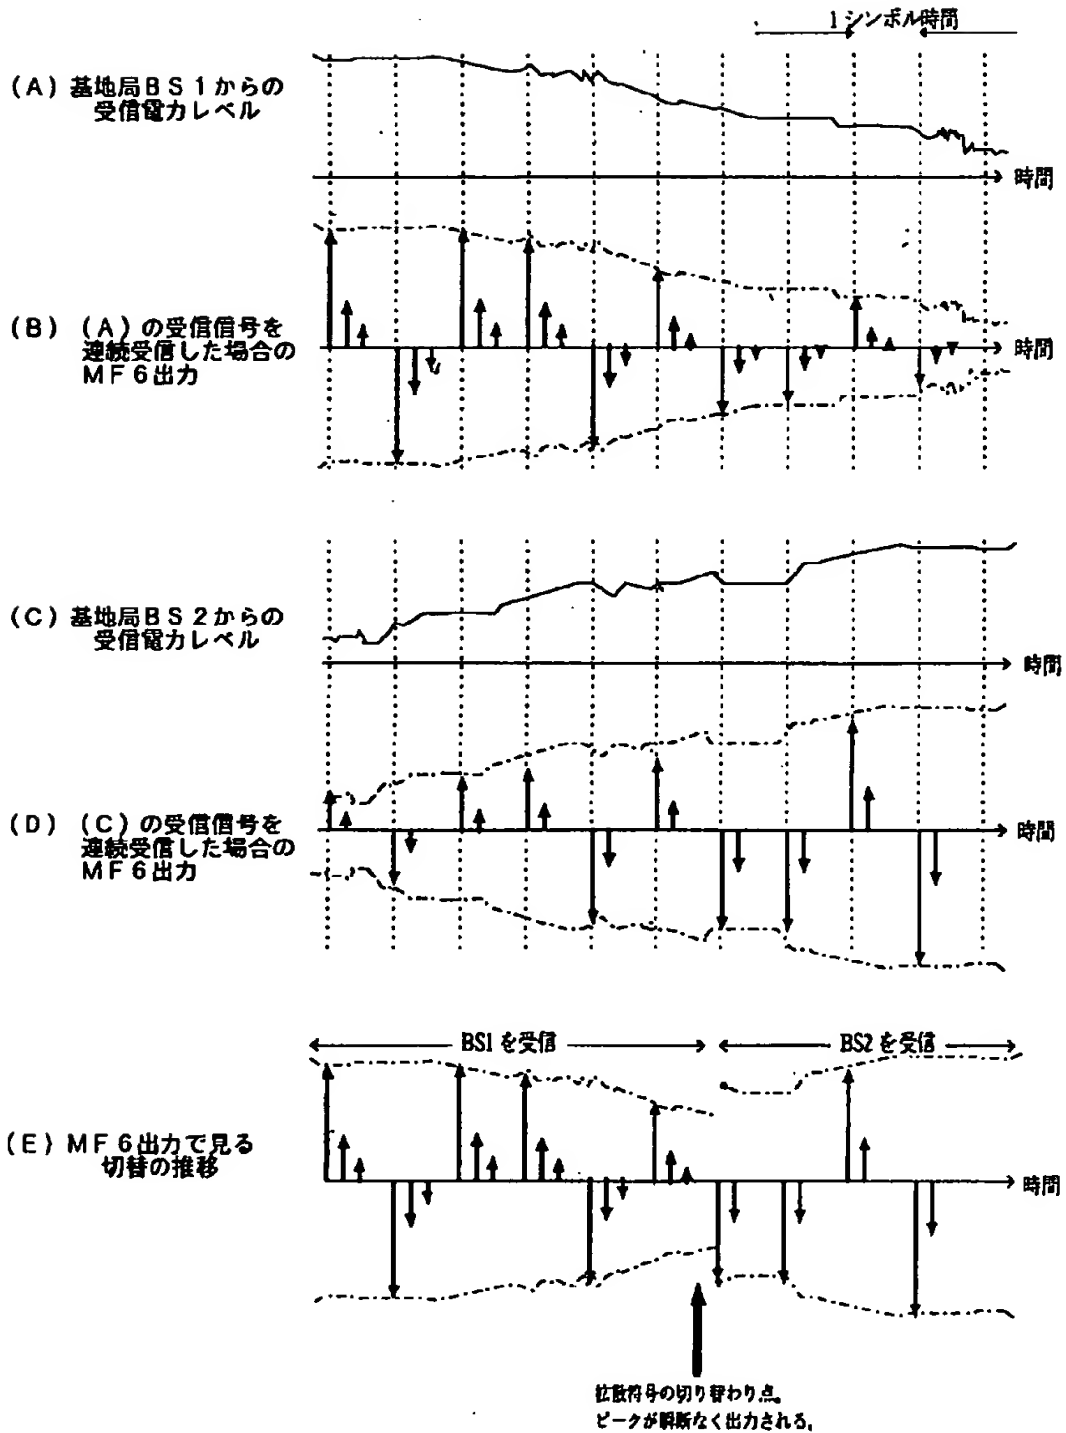 1シンボル時間
(A)基地局BS1からの
受信電力レベル
時間
(B) (A)の受信信号を
連続受信した場合の
MF6出力
時間
(C)基地局BS2からの
受信電力レベル
時間
(D) (C)の受信信号を
連続受信した場合の
MF6出力
時間
BS1を受信
BS2を受信
(E)MF6出力で見る
切替の推移
時間
拡散符号の切り替わり点。
ピークが瞬断なく出力される。